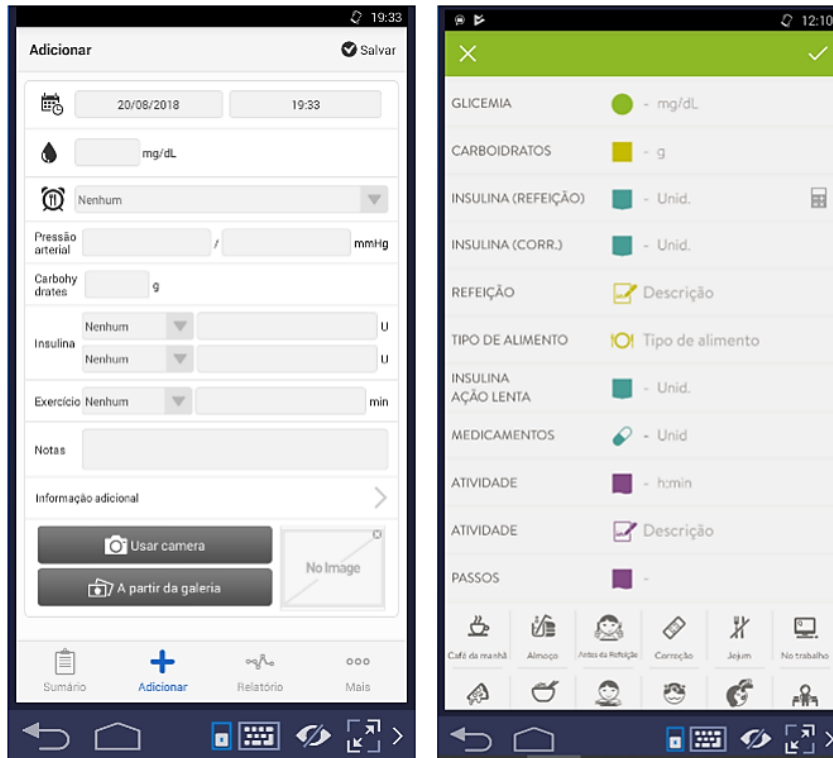 19:33
Adicionar
Salvar
20/08/2018
19:33
mg/dL
Nenhum
Pressão
arterial
/
mmHg
Carbohy
drates
g
Insulina
Nenhum
U
Nenhum
U
Exercício
Nenhum
min
Notas
Informação adicional
Usar camera
A partir da galeria
No Image
Sumário
Adicionar
Relatório
Mais
12:10
GLICEMIA
- mg/dL
CARBOIDRATOS
- g
INSULINA (REFEIÇÃO)
- Unid.
INSULINA (CORR.)
- Unid.
REFEIÇÃO
Descrição
TIPO DE ALIMENTO
Tipo de alimento
INSULINA
AÇÃO LENTA
- Unid.
MEDICAMENTOS
- Unid
ATIVIDADE
- h:min
ATIVIDADE
Descrição
PASSOS
-
Café da manhã
Almoço
Antes da Refeição
Correção
Jejum
No trabalho